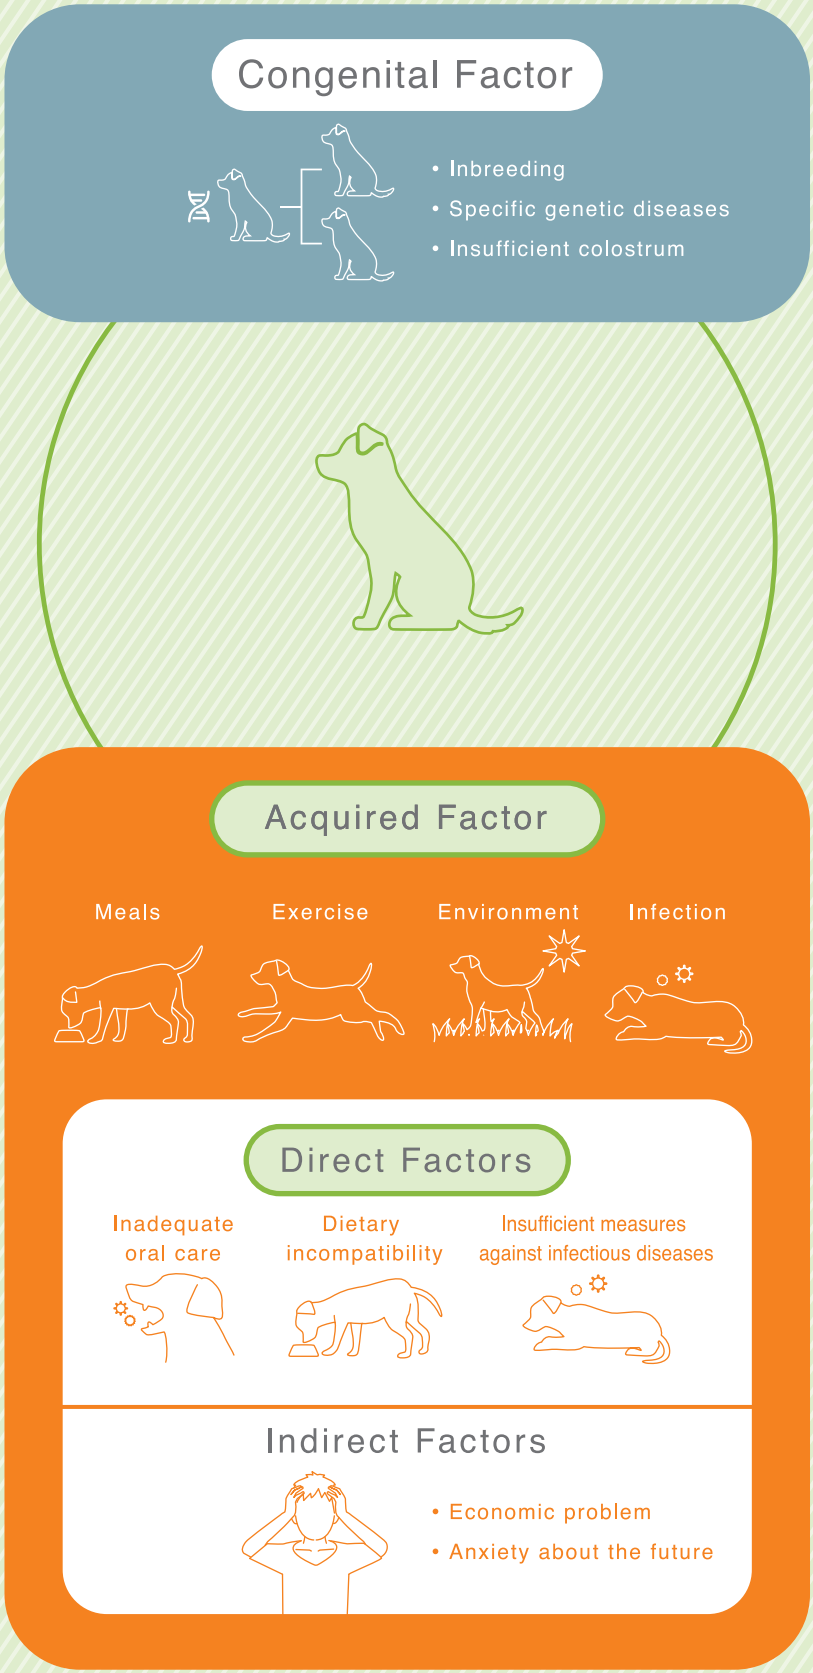 Congenital Factor
• Inbreeding
• Specific genetic diseases
• Insufficient colostrum
Acquired Factor
Meals
Exercise
Environment
Infection
Direct Factors
Inadequate
oral care
Dietary
incompatibility
Insufficient measures
against infectious diseases
Indirect Factors
• Economic problem
• Anxiety about the future